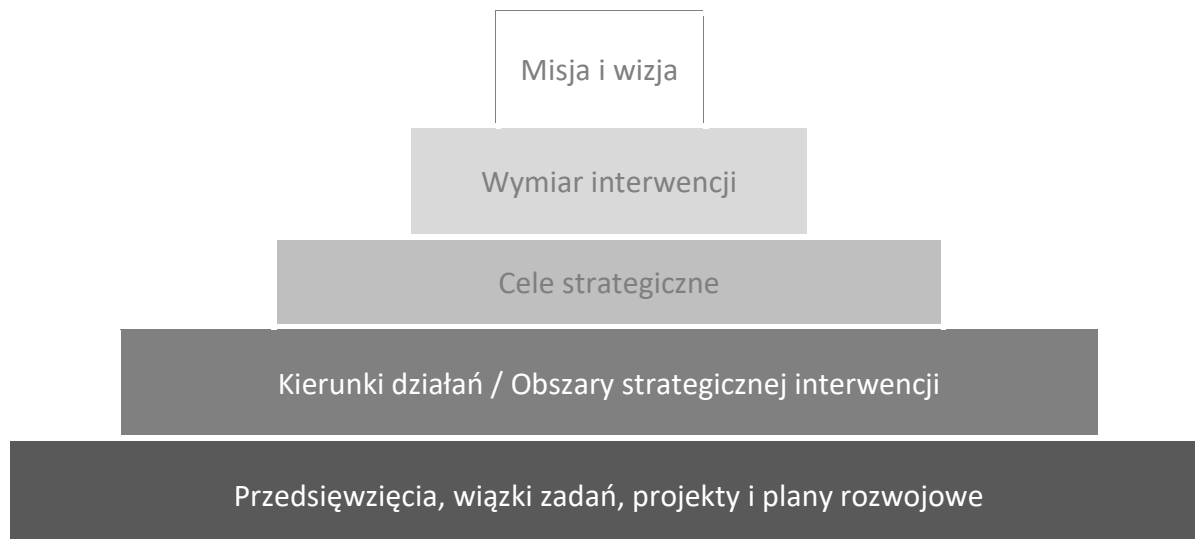 Misja i wizja
Wymiar interwencji
Cele strategiczne
Kierunki działań / Obszary strategicznej interwencji
Przedsięwzięcia, wiązki zadań, projekty i plany rozwojowe